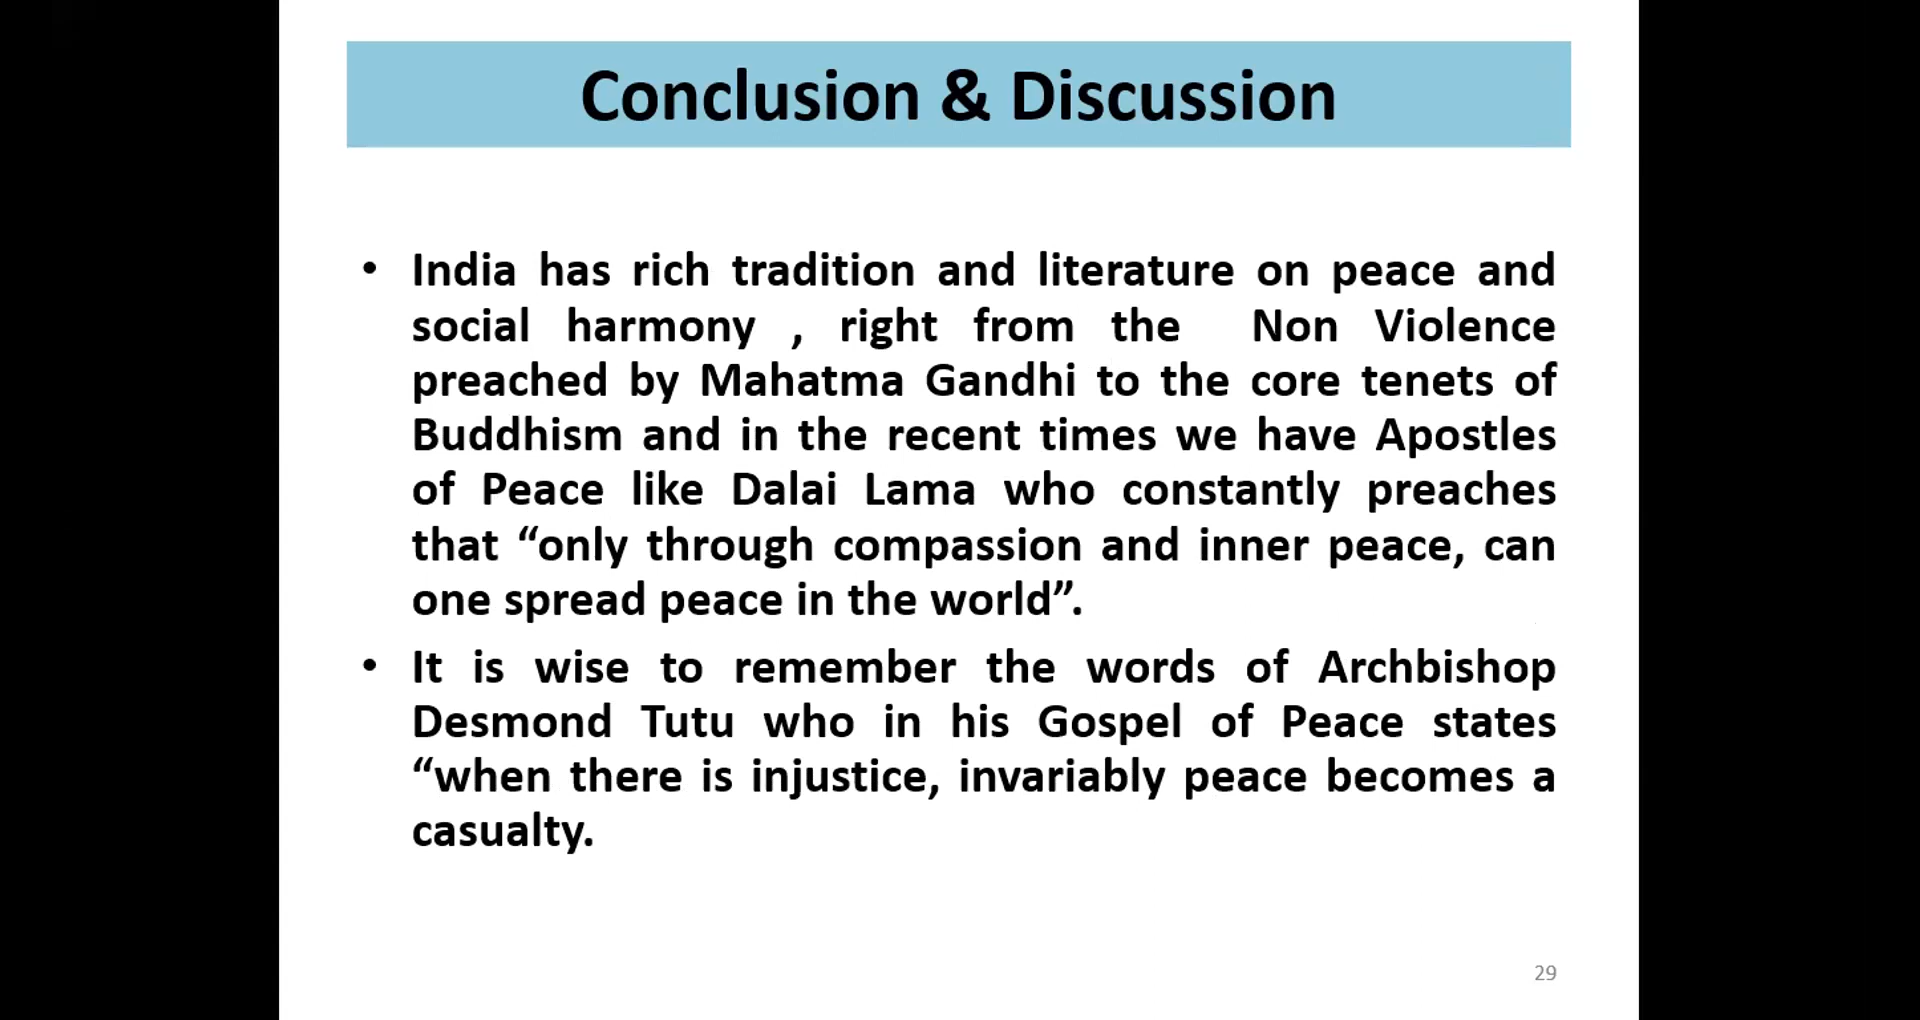 Conclusion & Discussion
• India has rich tradition and literature on peace and
social harmony , right from the Non Violence
preached by Mahatma Gandhi to the core tenets of
Buddhism and in the recent times we have Apostles
of Peace like Dalai Lama who constantly preaches
that “only through compassion and inner peace, can
one spread peace in the world”.
• It is wise to remember the words of Archbishop
Desmond Tutu who in his Gospel of Peace states
“when there is injustice, invariably peace becomes a
casualty.
29